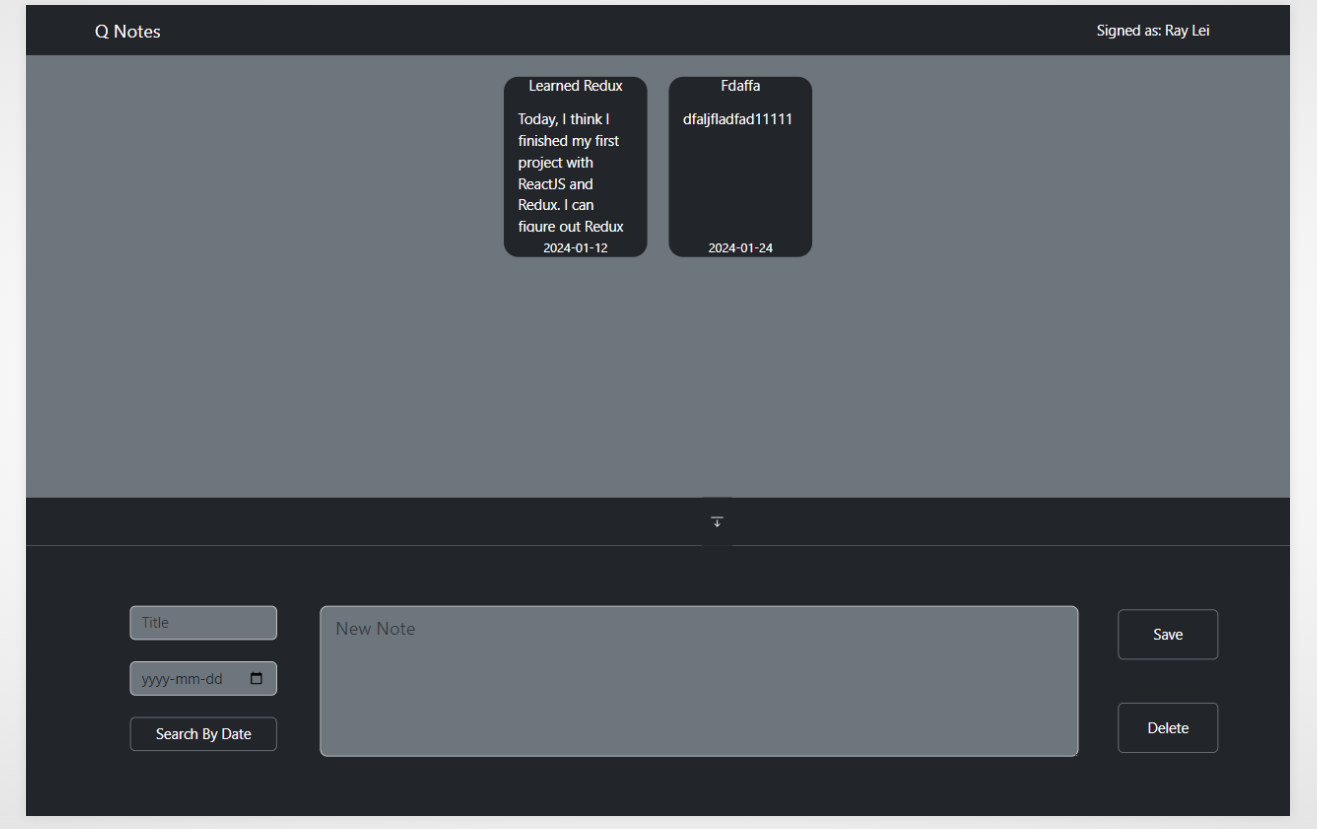 Q Notes
Signed as: Ray Lei
Learned Redux
Today, I think I
finished my first
project with
ReactJS and
Redux. I can
figure out Redux
2024-01-12
Fdaffa
dfaljfladfad11111
2024-01-24
Title
yyyy-mm-dd
Search By Date
New Note
Save
Delete